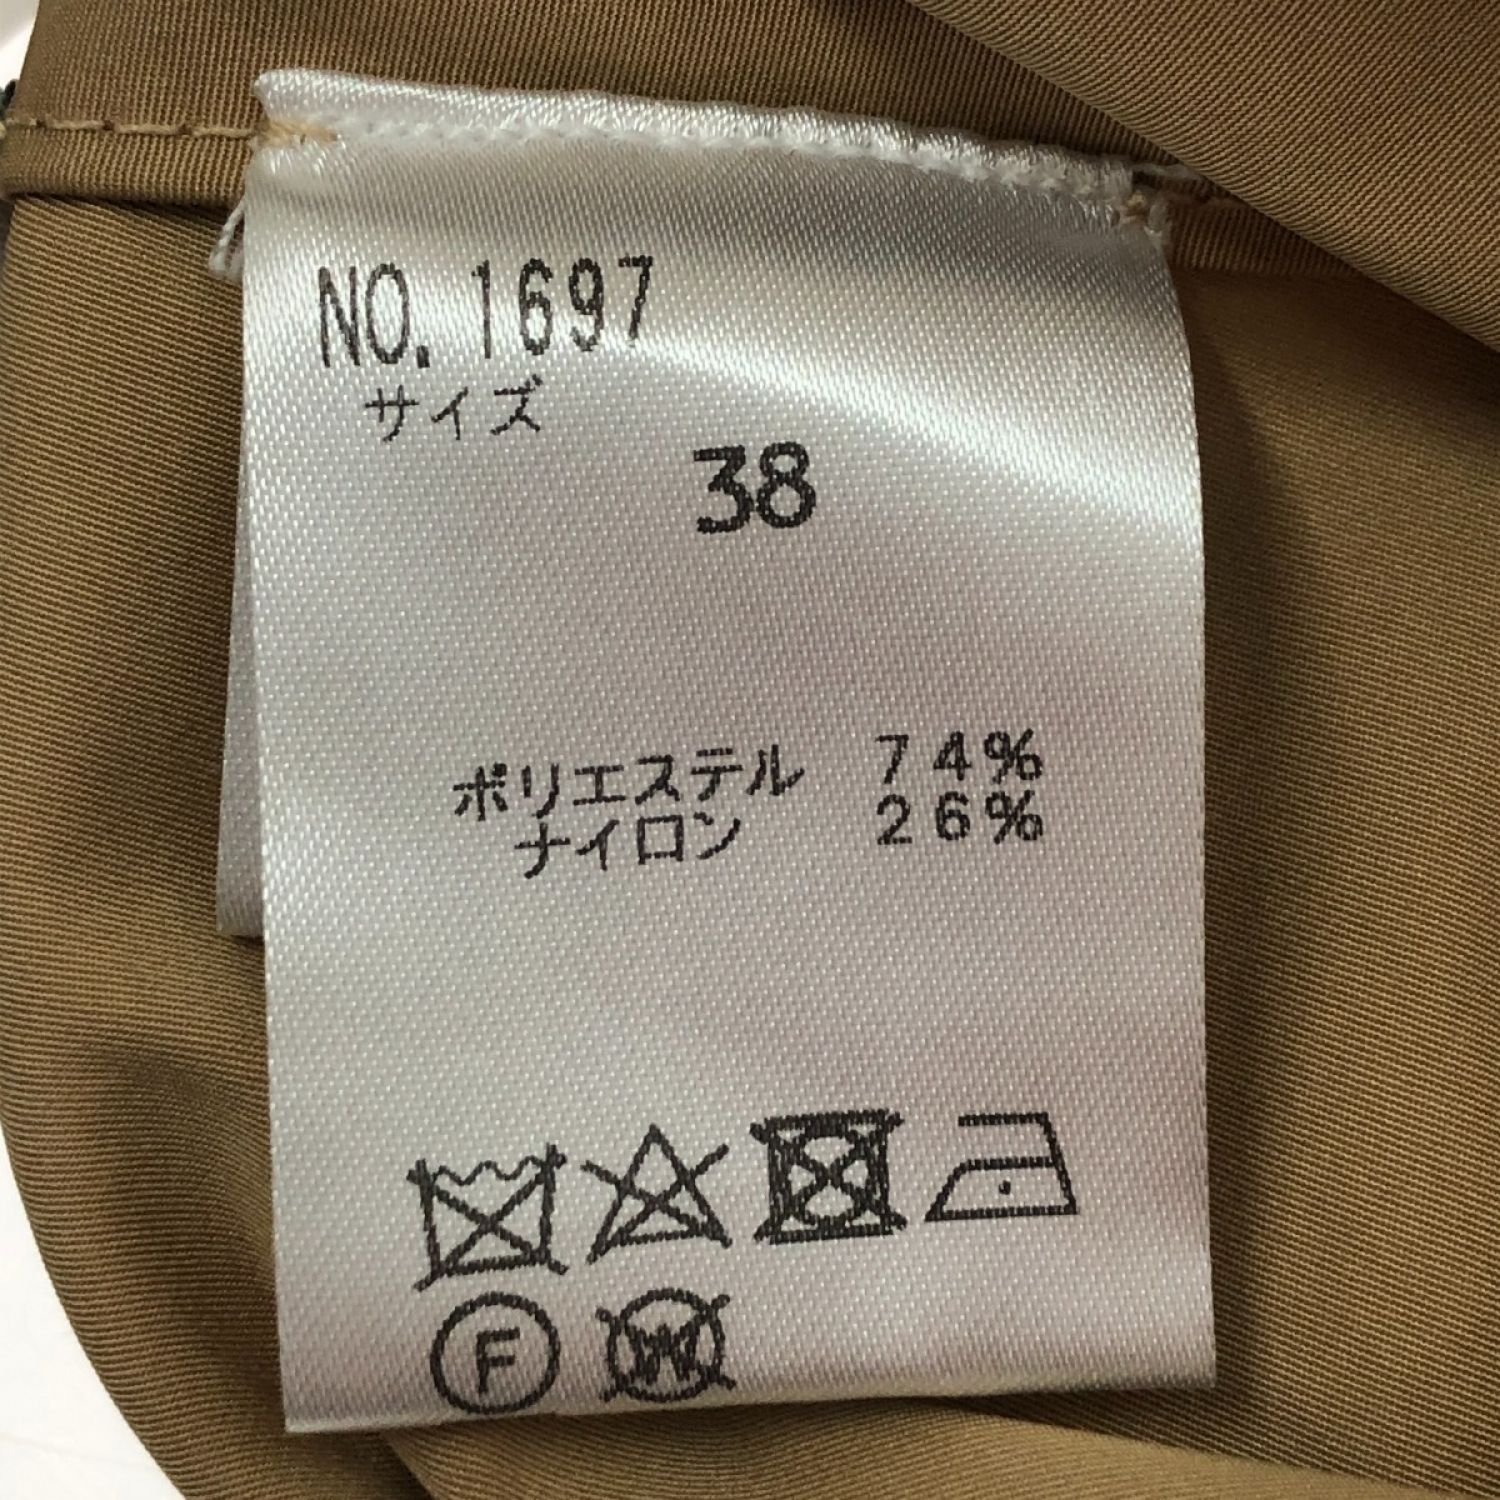 NO.1697
サイズ
38
ポリエステル 74%
ナイロン 26%
F W